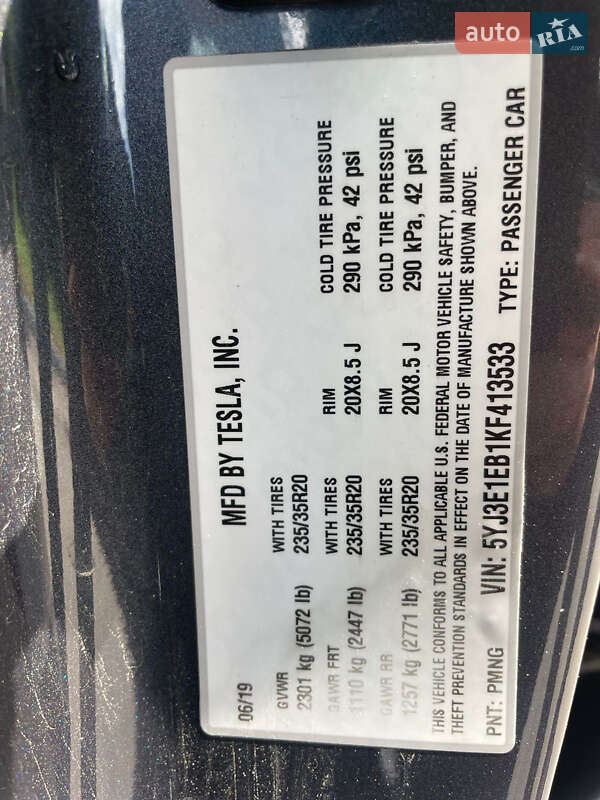 auto RIA.com
MFD BY TESLA, INC.
06/19
GVWR WITH TIRES
2301 kg (5072 lb) 235/35R20
GAWR FRT WITH TIRES RIM COLD TIRE PRESSURE
1110 kg (2447 lb) 235/35R20 20X8.5 J 290 kPa, 42 psi
GAWR RR WITH TIRES RIM COLD TIRE PRESSURE
1257 kg (2771 lb) 235/35R20 20X8.5 J 290 kPa, 42 psi
THIS VEHICLE CONFORMS TO ALL APPLICABLE U.S. FEDERAL MOTOR VEHICLE SAFETY, BUMPER, AND
THEFT PREVENTION STANDARDS IN EFFECT ON THE DATE OF MANUFACTURE SHOWN ABOVE.
PNT: PMNG VIN: 5YJ3E1EB1KF413533 TYPE: PASSENGER CAR